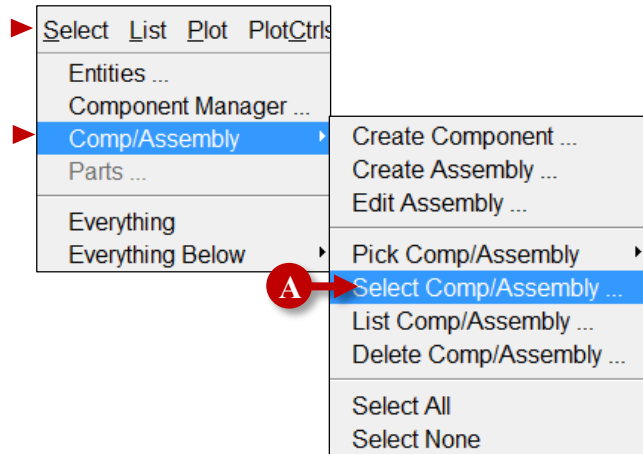 Select List Plot PlotCtrls
Entities ...
Component Manager ...
Comp/Assembly
Parts ...
Everything
Everything Below
Create Component ...
Create Assembly ...
Edit Assembly ...
Pick Comp/Assembly
A
Select Comp/Assembly ...
List Comp/Assembly ...
Delete Comp/Assembly ...
Select All
Select None